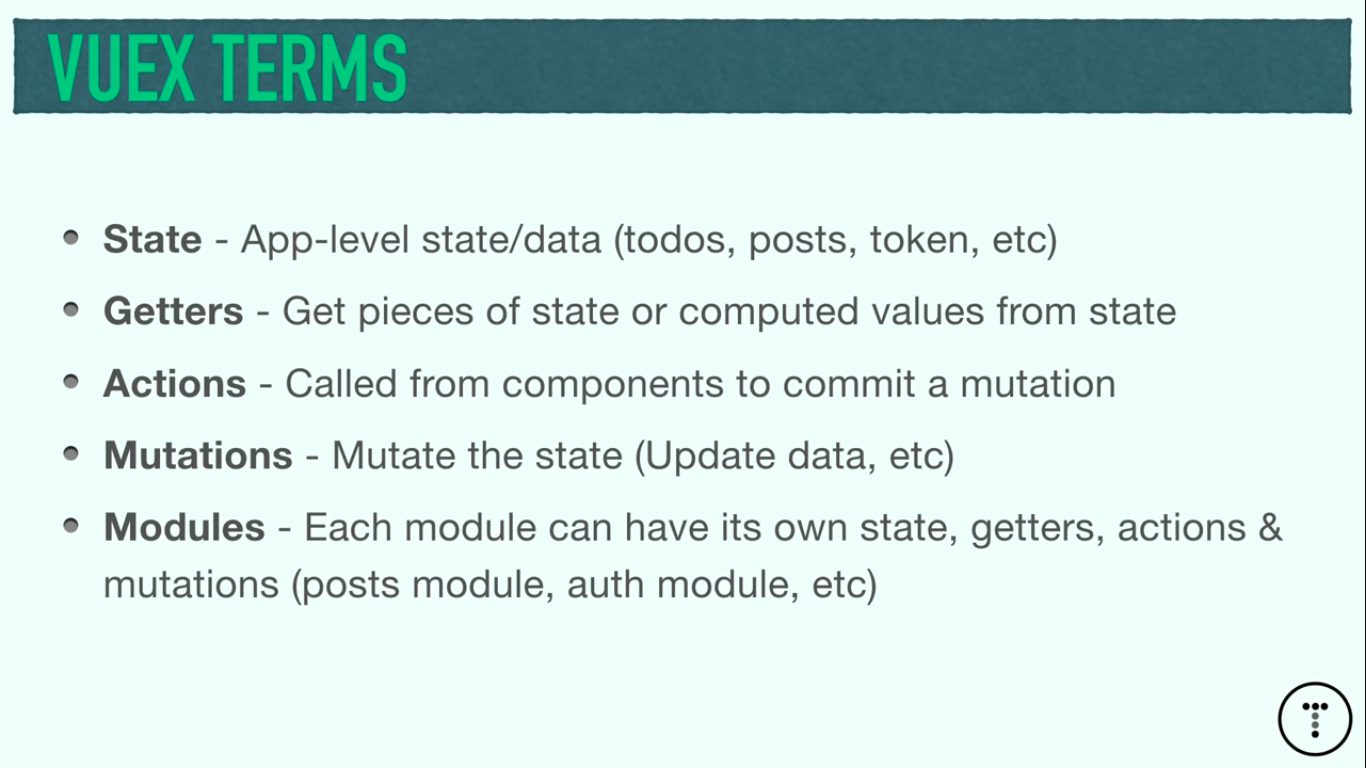 VUEX TERMS
State - App-level state/data (todos, posts, token, etc)
Getters - Get pieces of state or computed values from state
Actions - Called from components to commit a mutation
Mutations - Mutate the state (Update data, etc)
Modules - Each module can have its own state, getters, actions &
mutations (posts module, auth module, etc)
T